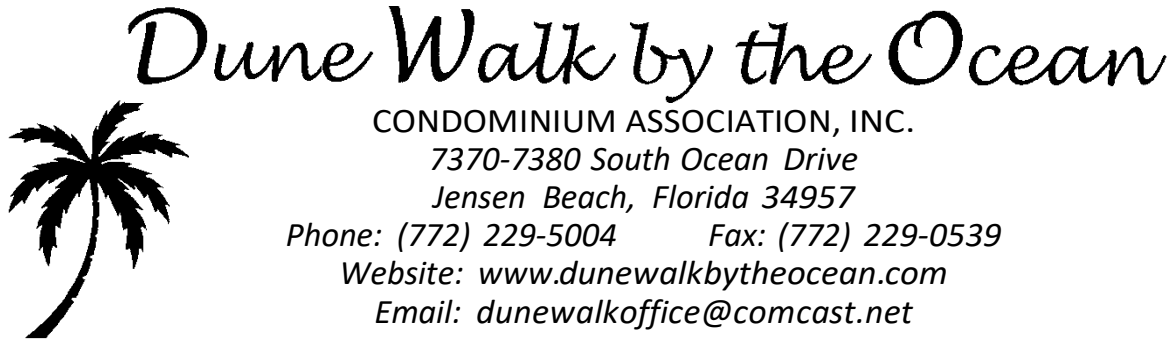 Dune Walk by the Ocean
CONDOMINIUM ASSOCIATION, INC.
7370-7380 South Ocean Drive
Jensen Beach, Florida 34957
Phone: (772) 229-5004 Fax: (772) 229-0539
Website: www.dunewalkbytheocean.com
Email: dunewalkoffice@comcast.net